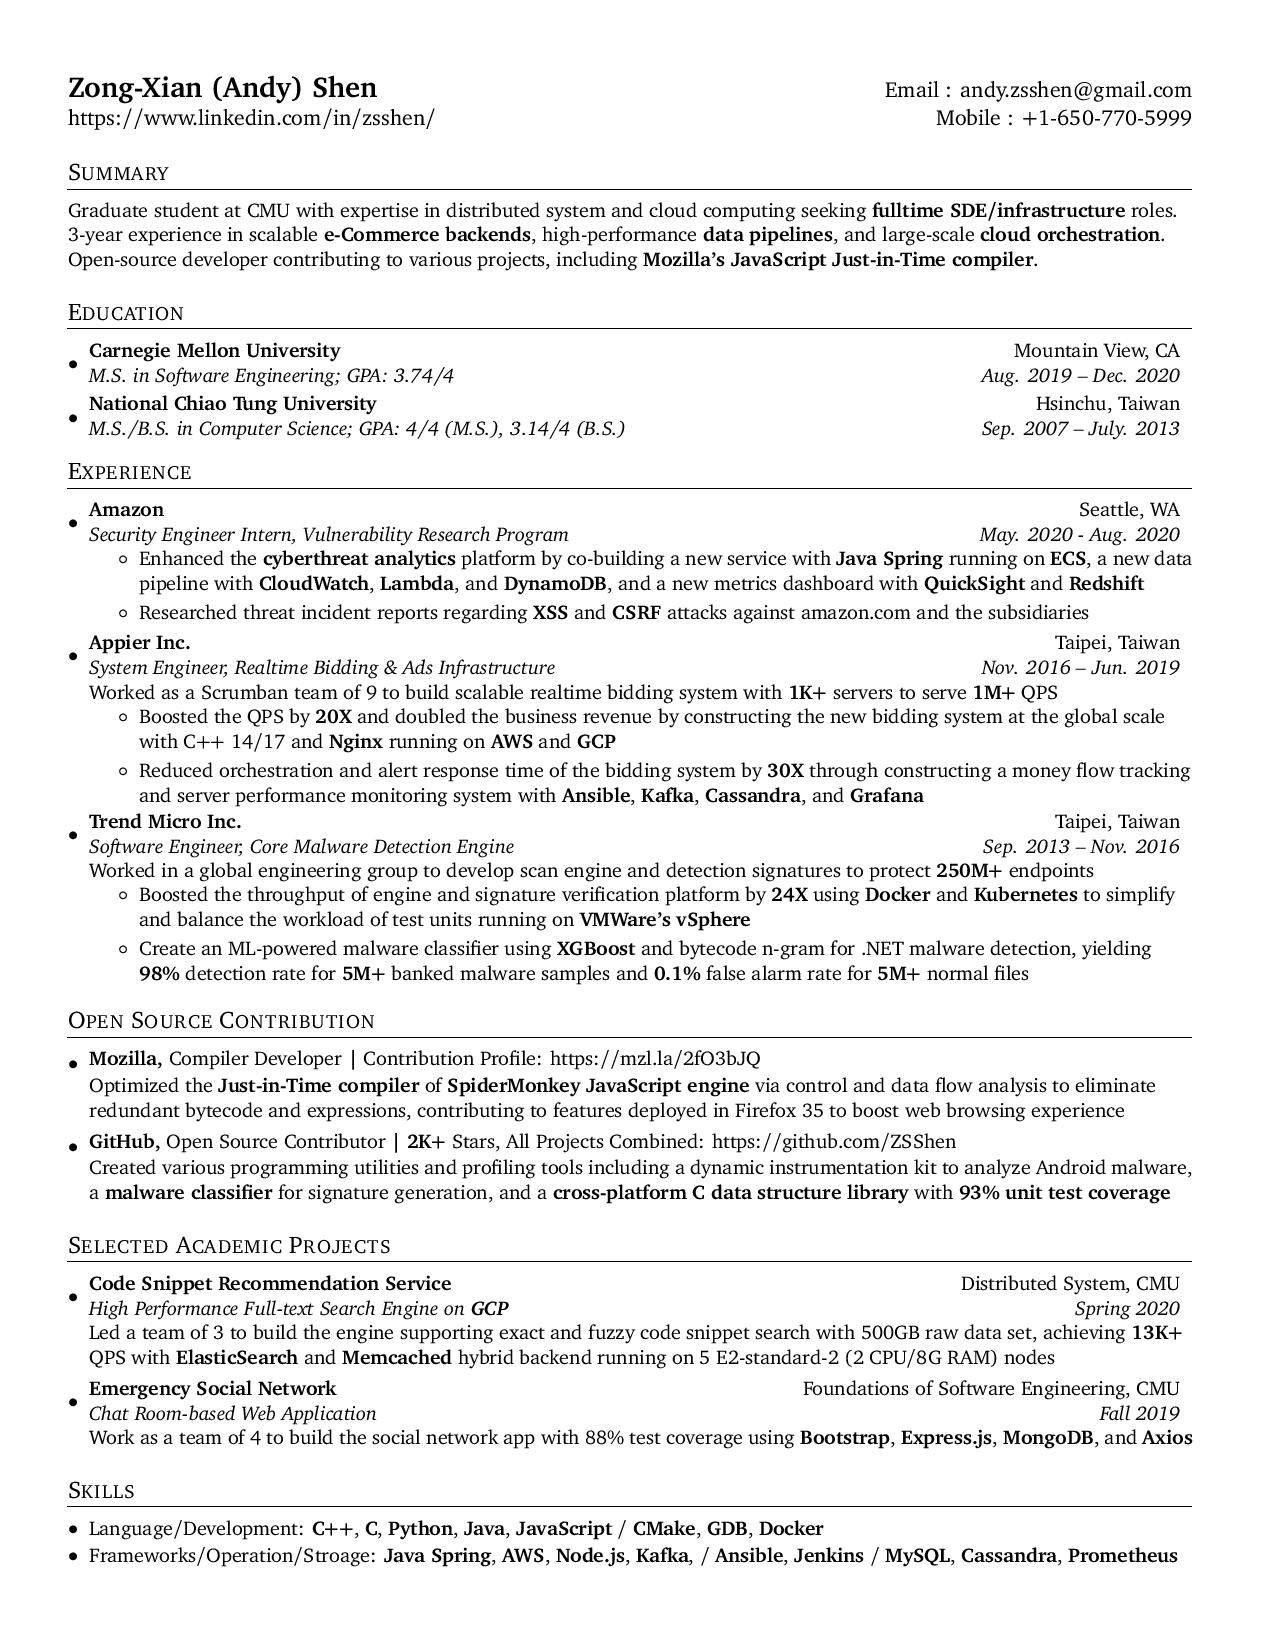 Zong-Xian (Andy) Shen Email : andy.zsshen@gmail.com
https://www.linkedin.com/in/zsshen/ Mobile : +1-650-770-5999
Summary
Graduate student at CMU with expertise in distributed system and cloud computing seeking fulltime SDE/infrastructure roles.
3-year experience in scalable e-Commerce backends, high-performance data pipelines, and large-scale cloud orchestration.
Open-source developer contributing to various projects, including Mozilla's JavaScript Just-in-Time compiler.
Education
• Carnegie Mellon University Mountain View, CA
M.S. in Software Engineering; GPA: 3.74/4 Aug. 2019 – Dec. 2020
• National Chiao Tung University Hsinchu, Taiwan
M.S./B.S. in Computer Science; GPA: 4/4 (M.S.), 3.14/4 (B.S.) Sep. 2007 – July. 2013
Experience
• Amazon Seattle, WA
Security Engineer Intern, Vulnerability Research Program May. 2020 - Aug. 2020
◦ Enhanced the cyberthreat analytics platform by co-building a new service with Java Spring running on ECS, a new data
pipeline with CloudWatch, Lambda, and DynamoDB, and a new metrics dashboard with QuickSight and Redshift
◦ Researched threat incident reports regarding XSS and CSRF attacks against amazon.com and the subsidiaries
• Appier Inc. Taipei, Taiwan
System Engineer, Realtime Bidding & Ads Infrastructure Nov. 2016 – Jun. 2019
Worked as a Scrumban team of 9 to build scalable realtime bidding system with 1K+ servers to serve 1M+ QPS
◦ Boosted the QPS by 20X and doubled the business revenue by constructing the new bidding system at the global scale
with C++ 14/17 and Nginx running on AWS and GCP
◦ Reduced orchestration and alert response time of the bidding system by 30X through constructing a money flow tracking
and server performance monitoring system with Ansible, Kafka, Cassandra, and Grafana
• Trend Micro Inc. Taipei, Taiwan
Software Engineer, Core Malware Detection Engine Sep. 2013 – Nov. 2016
Worked in a global engineering group to develop scan engine and detection signatures to protect 250M+ endpoints
◦ Boosted the throughput of engine and signature verification platform by 24X using Docker and Kubernetes to simplify
and balance the workload of test units running on VMWare's vSphere
◦ Create an ML-powered malware classifier using XGBoost and bytecode n-gram for .NET malware detection, yielding
98% detection rate for 5M+ banked malware samples and 0.1% false alarm rate for 5M+ normal files
Open Source Contribution
• Mozilla, Compiler Developer | Contribution Profile: https://mzl.la/2fO3bJQ
Optimized the Just-in-Time compiler of SpiderMonkey JavaScript engine via control and data flow analysis to eliminate
redundant bytecode and expressions, contributing to features deployed in Firefox 35 to boost web browsing experience
• GitHub, Open Source Contributor | 2K+ Stars, All Projects Combined: https://github.com/ZSShen
Created various programming utilities and profiling tools including a dynamic instrumentation kit to analyze Android malware,
a malware classifier for signature generation, and a cross-platform C data structure library with 93% unit test coverage
Selected Academic Projects
• Code Snippet Recommendation Service Distributed System, CMU
High Performance Full-text Search Engine on GCP Spring 2020
Led a team of 3 to build the engine supporting exact and fuzzy code snippet search with 500GB raw data set, achieving 13K+
QPS with ElasticSearch and Memcached hybrid backend running on 5 E2-standard-2 (2 CPU/8G RAM) nodes
• Emergency Social Network Foundations of Software Engineering, CMU
Chat Room-based Web Application Fall 2019
Work as a team of 4 to build the social network app with 88% test coverage using Bootstrap, Express.js, MongoDB, and Axios
Skills
• Language/Development: C++, C, Python, Java, JavaScript / CMake, GDB, Docker
• Frameworks/Operation/Stroage: Java Spring, AWS, Node.js, Kafka, / Ansible, Jenkins / MySQL, Cassandra, Prometheus